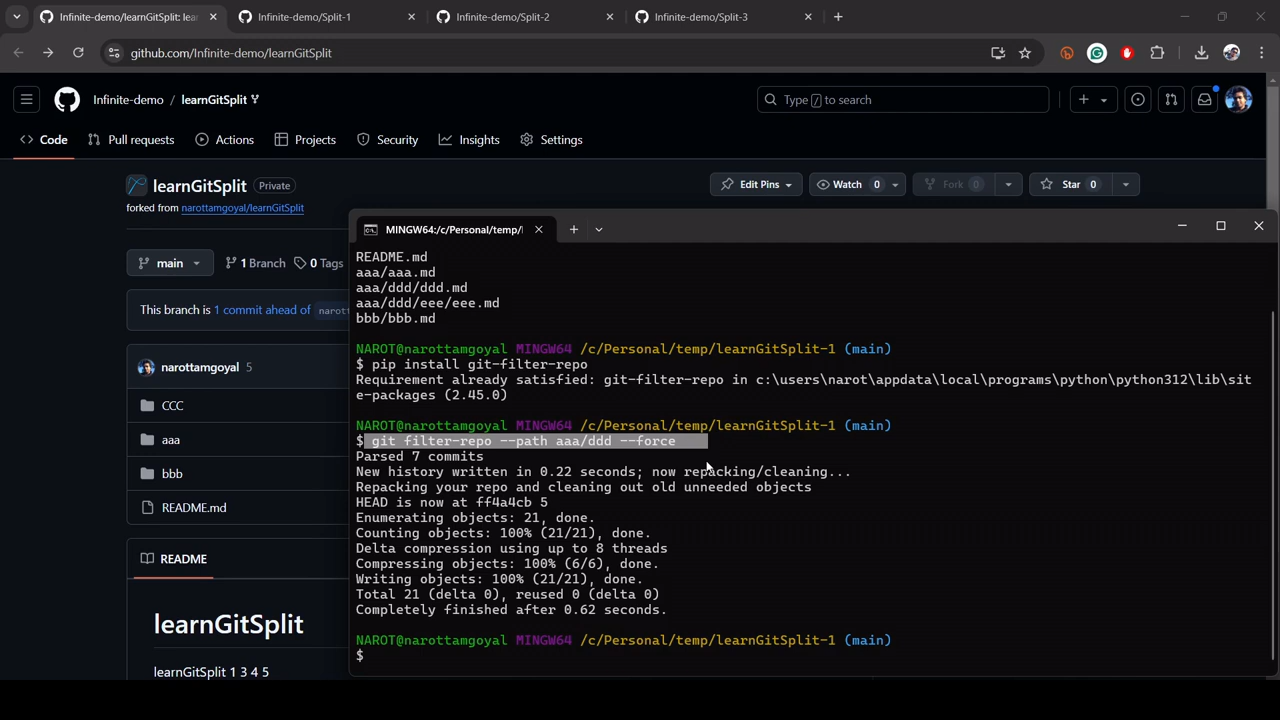 Infinite-demo/learnGitSplit: lear
Infinite-demo/Split-1
Infinite-demo/Split-2
Infinite-demo/Split-3
github.com/Infinite-demo/learnGitSplit
Infinite-demo / learnGitSplit
Type / to search
Code
Pull requests
Actions
Projects
Security
Insights
Settings
learnGitSplit Private
Edit Pins
Watch 0
Fork 0
Star 0
forked from narottamgoyal/learnGitSplit
main
1 Branch
0 Tags
This branch is 1 commit ahead of narott
narottamgoyal 5
CCC
aaa
bbb
README.md
README
learnGitSplit
learnGitSplit 1 3 4 5
MINGW64:/c/Personal/temp/l
README.md
aaa/aaa.md
aaa/ddd/ddd.md
aaa/ddd/eee/eee.md
bbb/bbb.md
NAROT@narottamgoyal MINGW64 /c/Personal/temp/learnGitSplit-1 (main)
$ pip install git-filter-repo
Requirement already satisfied: git-filter-repo in c:\users\narot\appdata\local\programs\python\python312\lib\sit
e-packages (2.45.0)
NAROT@narottamgoyal MINGW64 /c/Personal/temp/learnGitSplit-1 (main)
$ git filter-repo --path aaa/ddd --force
Parsed 7 commits
New history written in 0.22 seconds; now repacking/cleaning...
Repacking your repo and cleaning out old unneeded objects
HEAD is now at ff4a4cb 5
Enumerating objects: 21, done.
Counting objects: 100% (21/21), done.
Delta compression using up to 8 threads
Compressing objects: 100% (6/6), done.
Writing objects: 100% (21/21), done.
Total 21 (delta 0), reused 0 (delta 0)
Completely finished after 0.62 seconds.
NAROT@narottamgoyal MINGW64 /c/Personal/temp/learnGitSplit-1 (main)
$